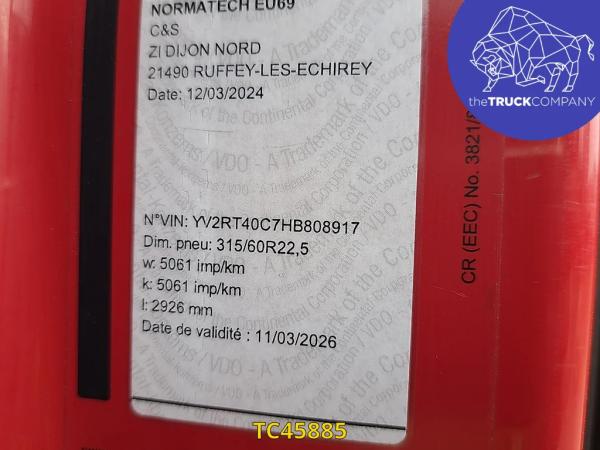 NORMATECH EU69
C&S
ZI DIJON NORD
21490 RUFFEY-LES-ECHIREY
Date: 12/03/2024
N°VIN: YV2RT40C7HB808917
Dim. pneu: 315/60R22,5
w: 5061 imp/km
k: 5061 imp/km
l: 2926 mm
Date de validité : 11/03/2026
CR (EEC) No. 3821/
theTRUCKCOMPANY
TC45885